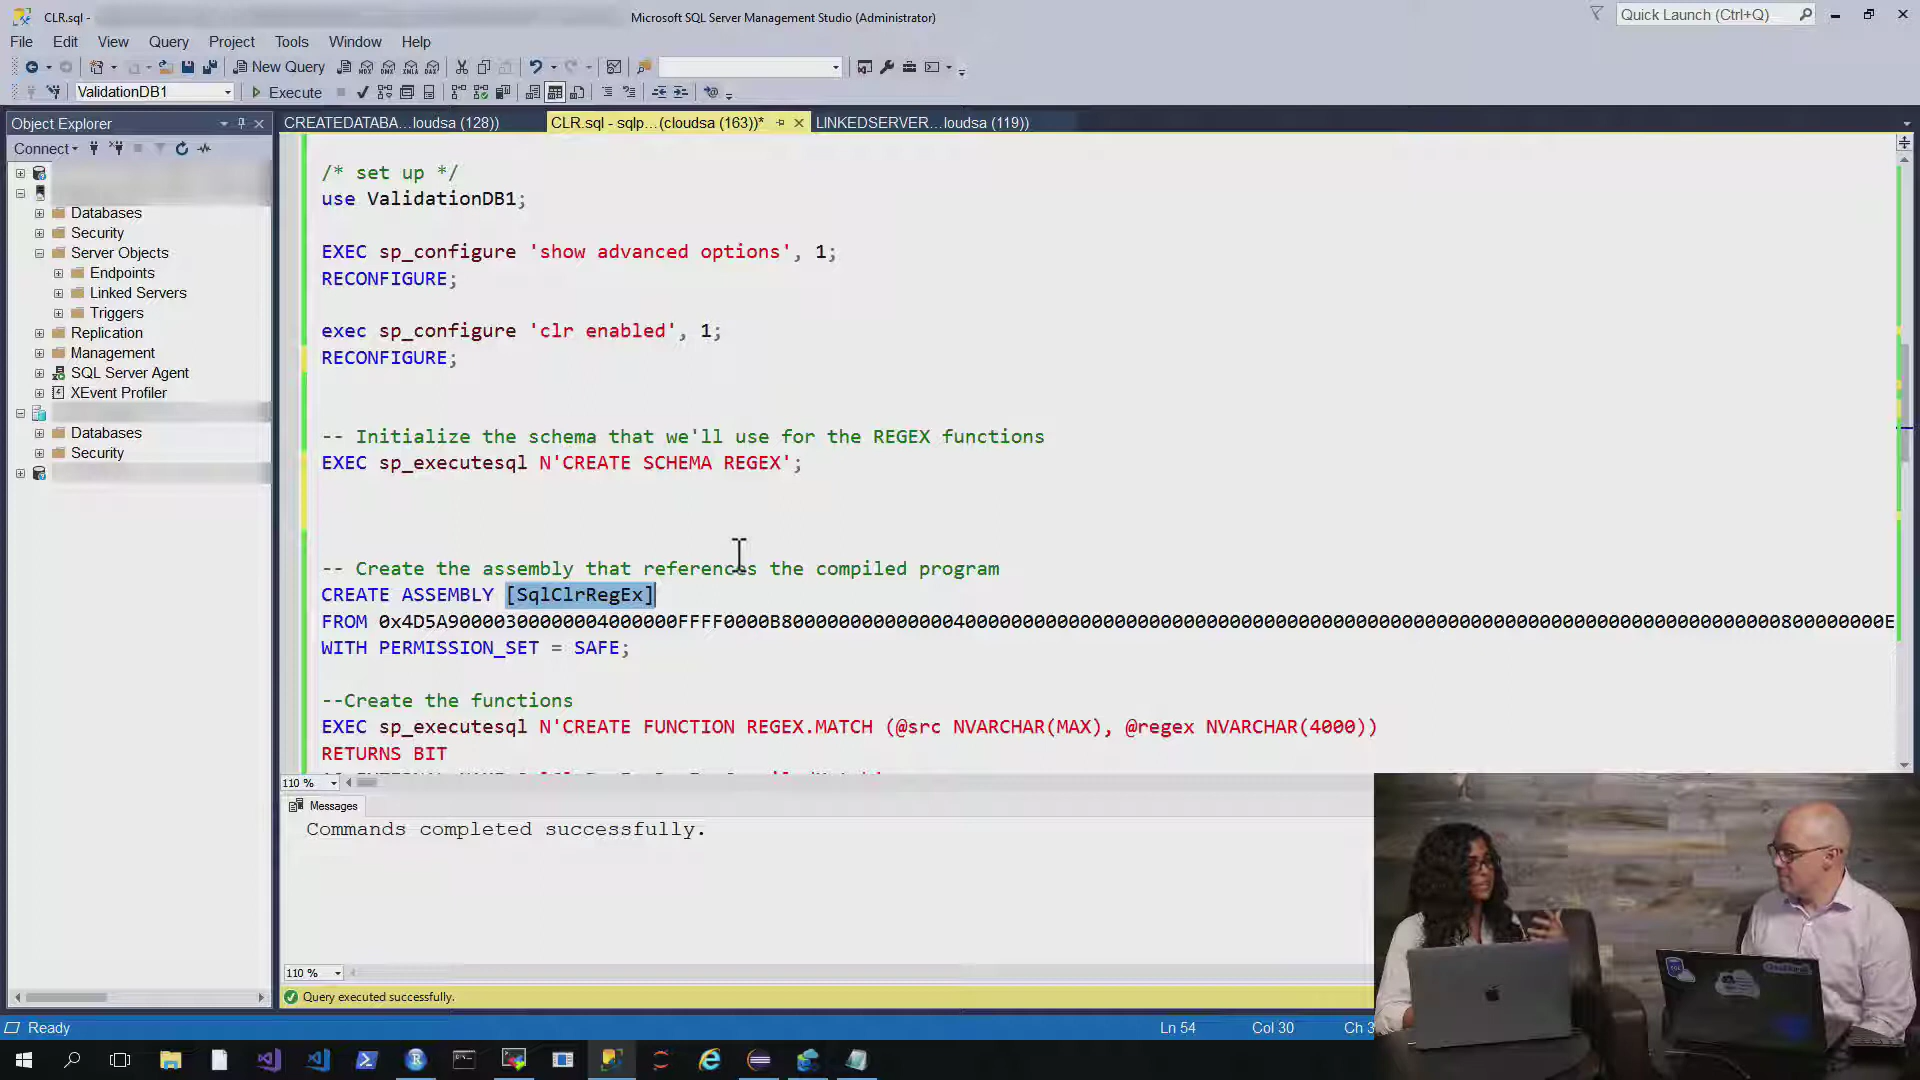 CLR.sql -
Microsoft SQL Server Management Studio (Administrator)
Quick Launch (Ctrl+Q)
File Edit View Query Project Tools Window Help
New Query
ValidationDB1
Execute
Object Explorer
CREATEDATABA...loudsa (128))
CLR.sql - sqlp...(cloudsa (163))*
LINKEDSERVER...loudsa (119))
Connect
Databases
Security
Server Objects
Endpoints
Linked Servers
Triggers
Replication
Management
SQL Server Agent
XEvent Profiler
Databases
Security
/* set up */
use ValidationDB1;
EXEC sp_configure 'show advanced options', 1;
RECONFIGURE;
exec sp_configure 'clr enabled', 1;
RECONFIGURE;
-- Initialize the schema that we'll use for the REGEX functions
EXEC sp_executesql N'CREATE SCHEMA REGEX';
-- Create the assembly that references the compiled program
CREATE ASSEMBLY [SqlClrRegEx]
WITH PERMISSION_SET = SAFE;
--Create the functions
EXEC sp_executesql N'CREATE FUNCTION REGEX.MATCH (@src NVARCHAR(MAX), @regex NVARCHAR(4000))
RETURNS BIT
110 %
Messages
Commands completed successfully.
110 %
Query executed successfully.
Ready
Ln 54
Col 30
Ch 3